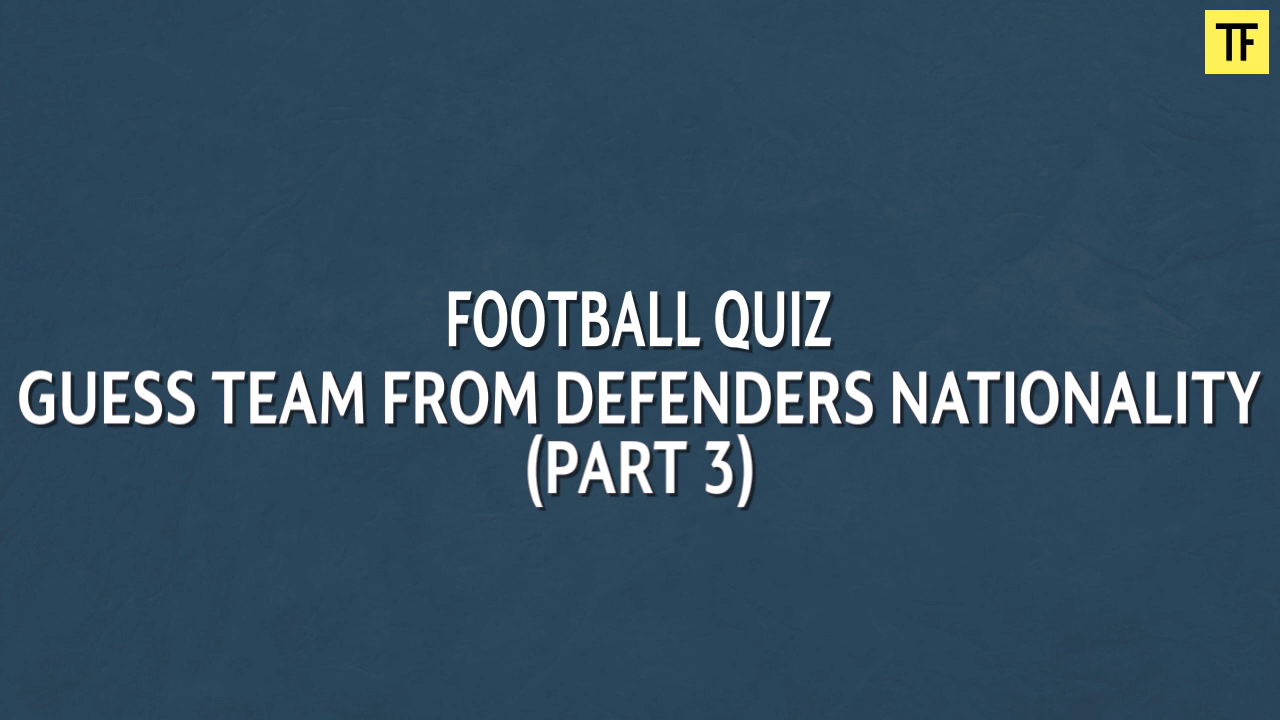 TF
FOOTBALL QUIZ
GUESS TEAM FROM DEFENDERS NATIONALITY
(PART 3)